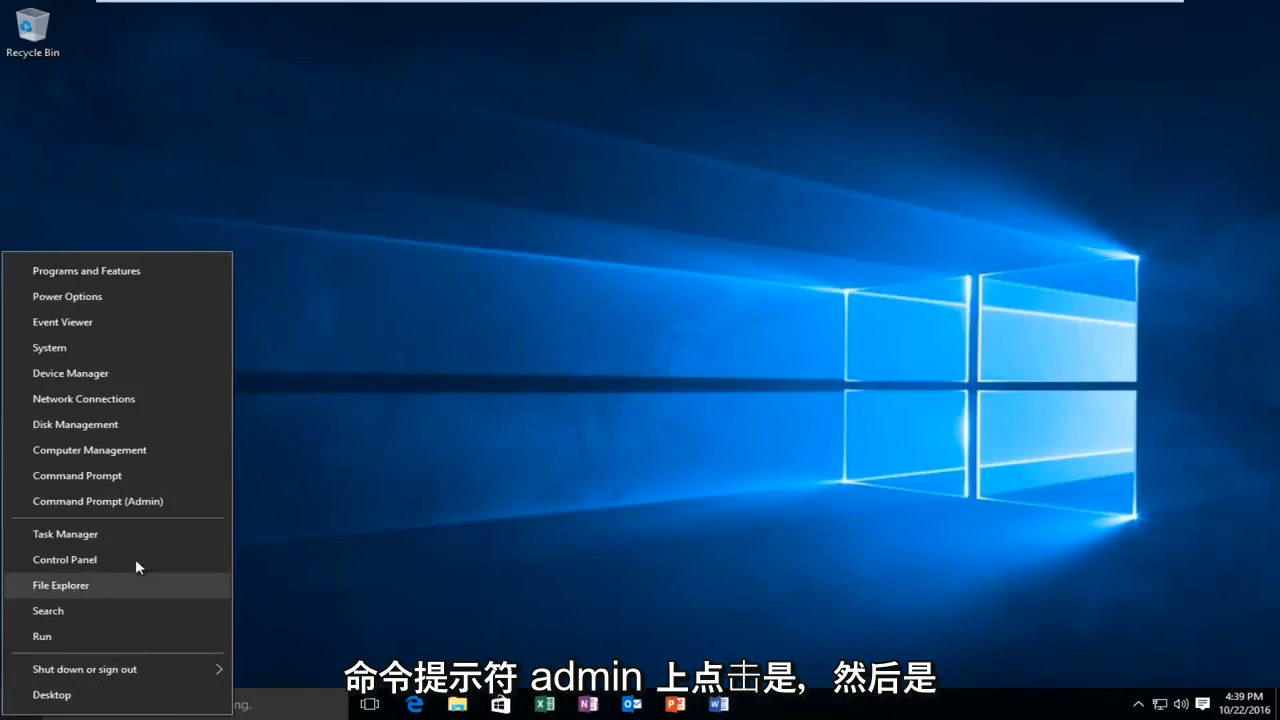 Recycle Bin
Programs and Features
Power Options
Event Viewer
System
Device Manager
Network Connections
Disk Management
Computer Management
Command Prompt
Command Prompt (Admin)
Task Manager
Control Panel
File Explorer
Search
Run
Shut down or sign out
Desktop
命令提示符 admin 上点击是, 然后是
ng.
4:39 PM
10/22/2016